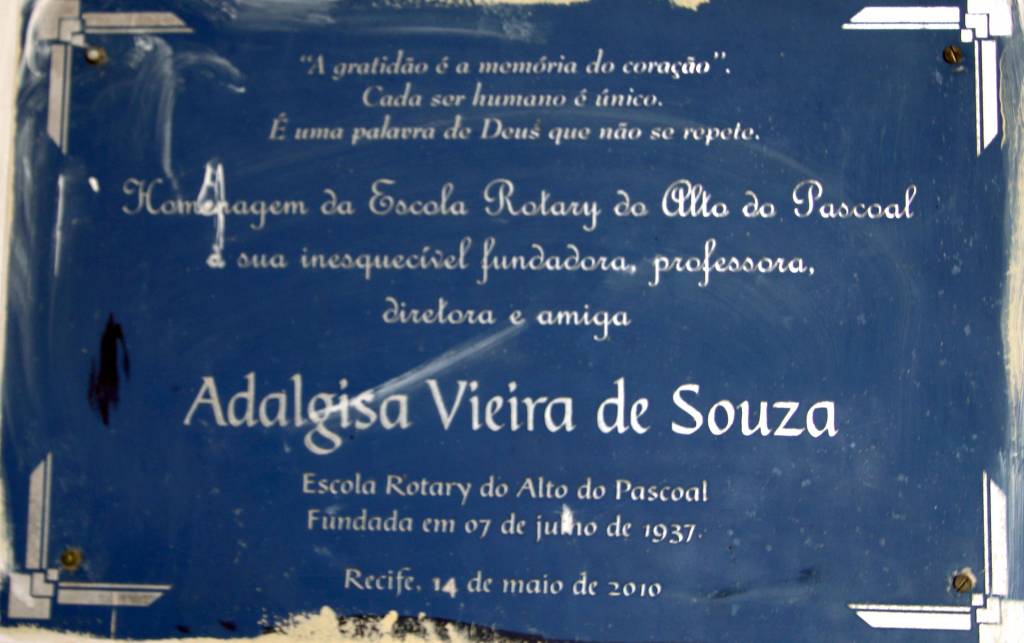 "A gratidão é a memória do coração".
Cada ser humano é único.
É uma palavra de Deus que não se repete.
Homenagem da Escola Rotary do Alto do Pascoal
à sua inesquecível fundadora, professora,
diretora e amiga
Adalgisa Vieira de Souza
Escola Rotary do Alto do Pascoal
Fundada em 07 de julho de 1937.
Recife, 14 de maio de 2010